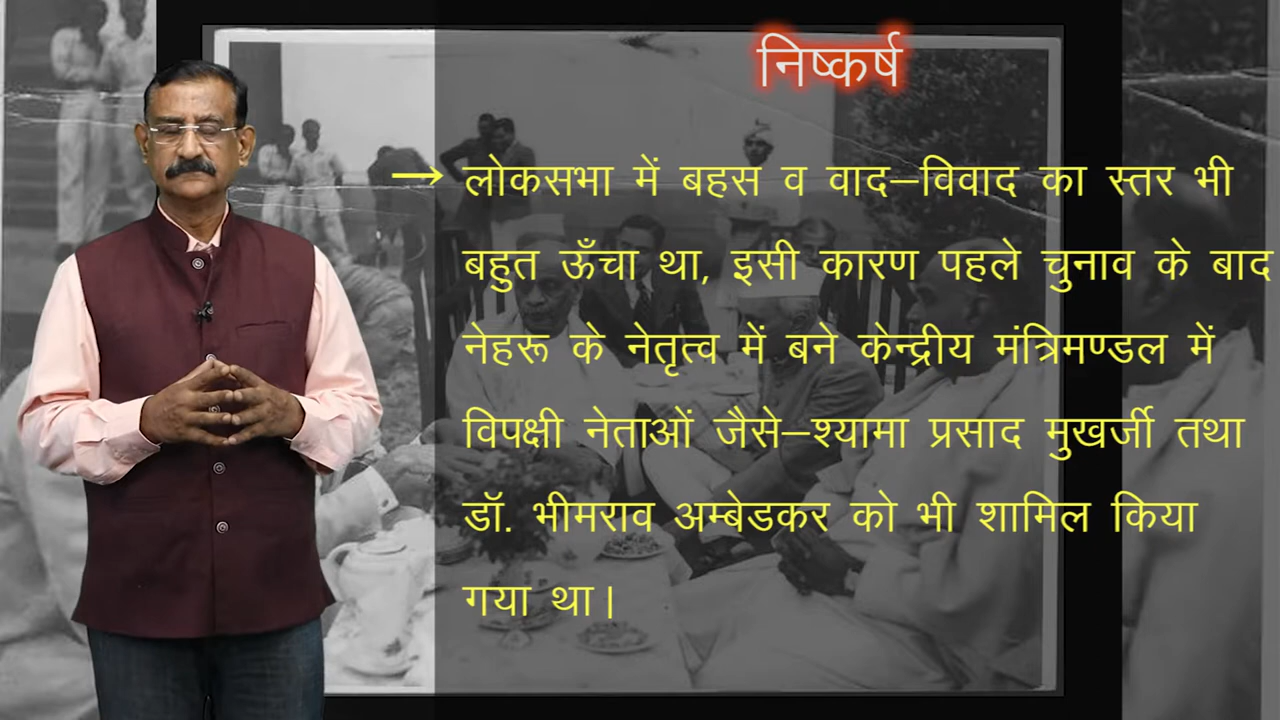 निष्कर्ष
→ लोकसभा में बहस व वाद–विवाद का स्तर भी
बहुत ऊँचा था, इसी कारण पहले चुनाव के बाद
नेहरू के नेतृत्व में बने केन्द्रीय मंत्रिमण्डल में
विपक्षी नेताओं जैसे–श्यामा प्रसाद मुखर्जी तथा
डॉ. भीमराव अम्बेडकर को भी शामिल किया
गया था।